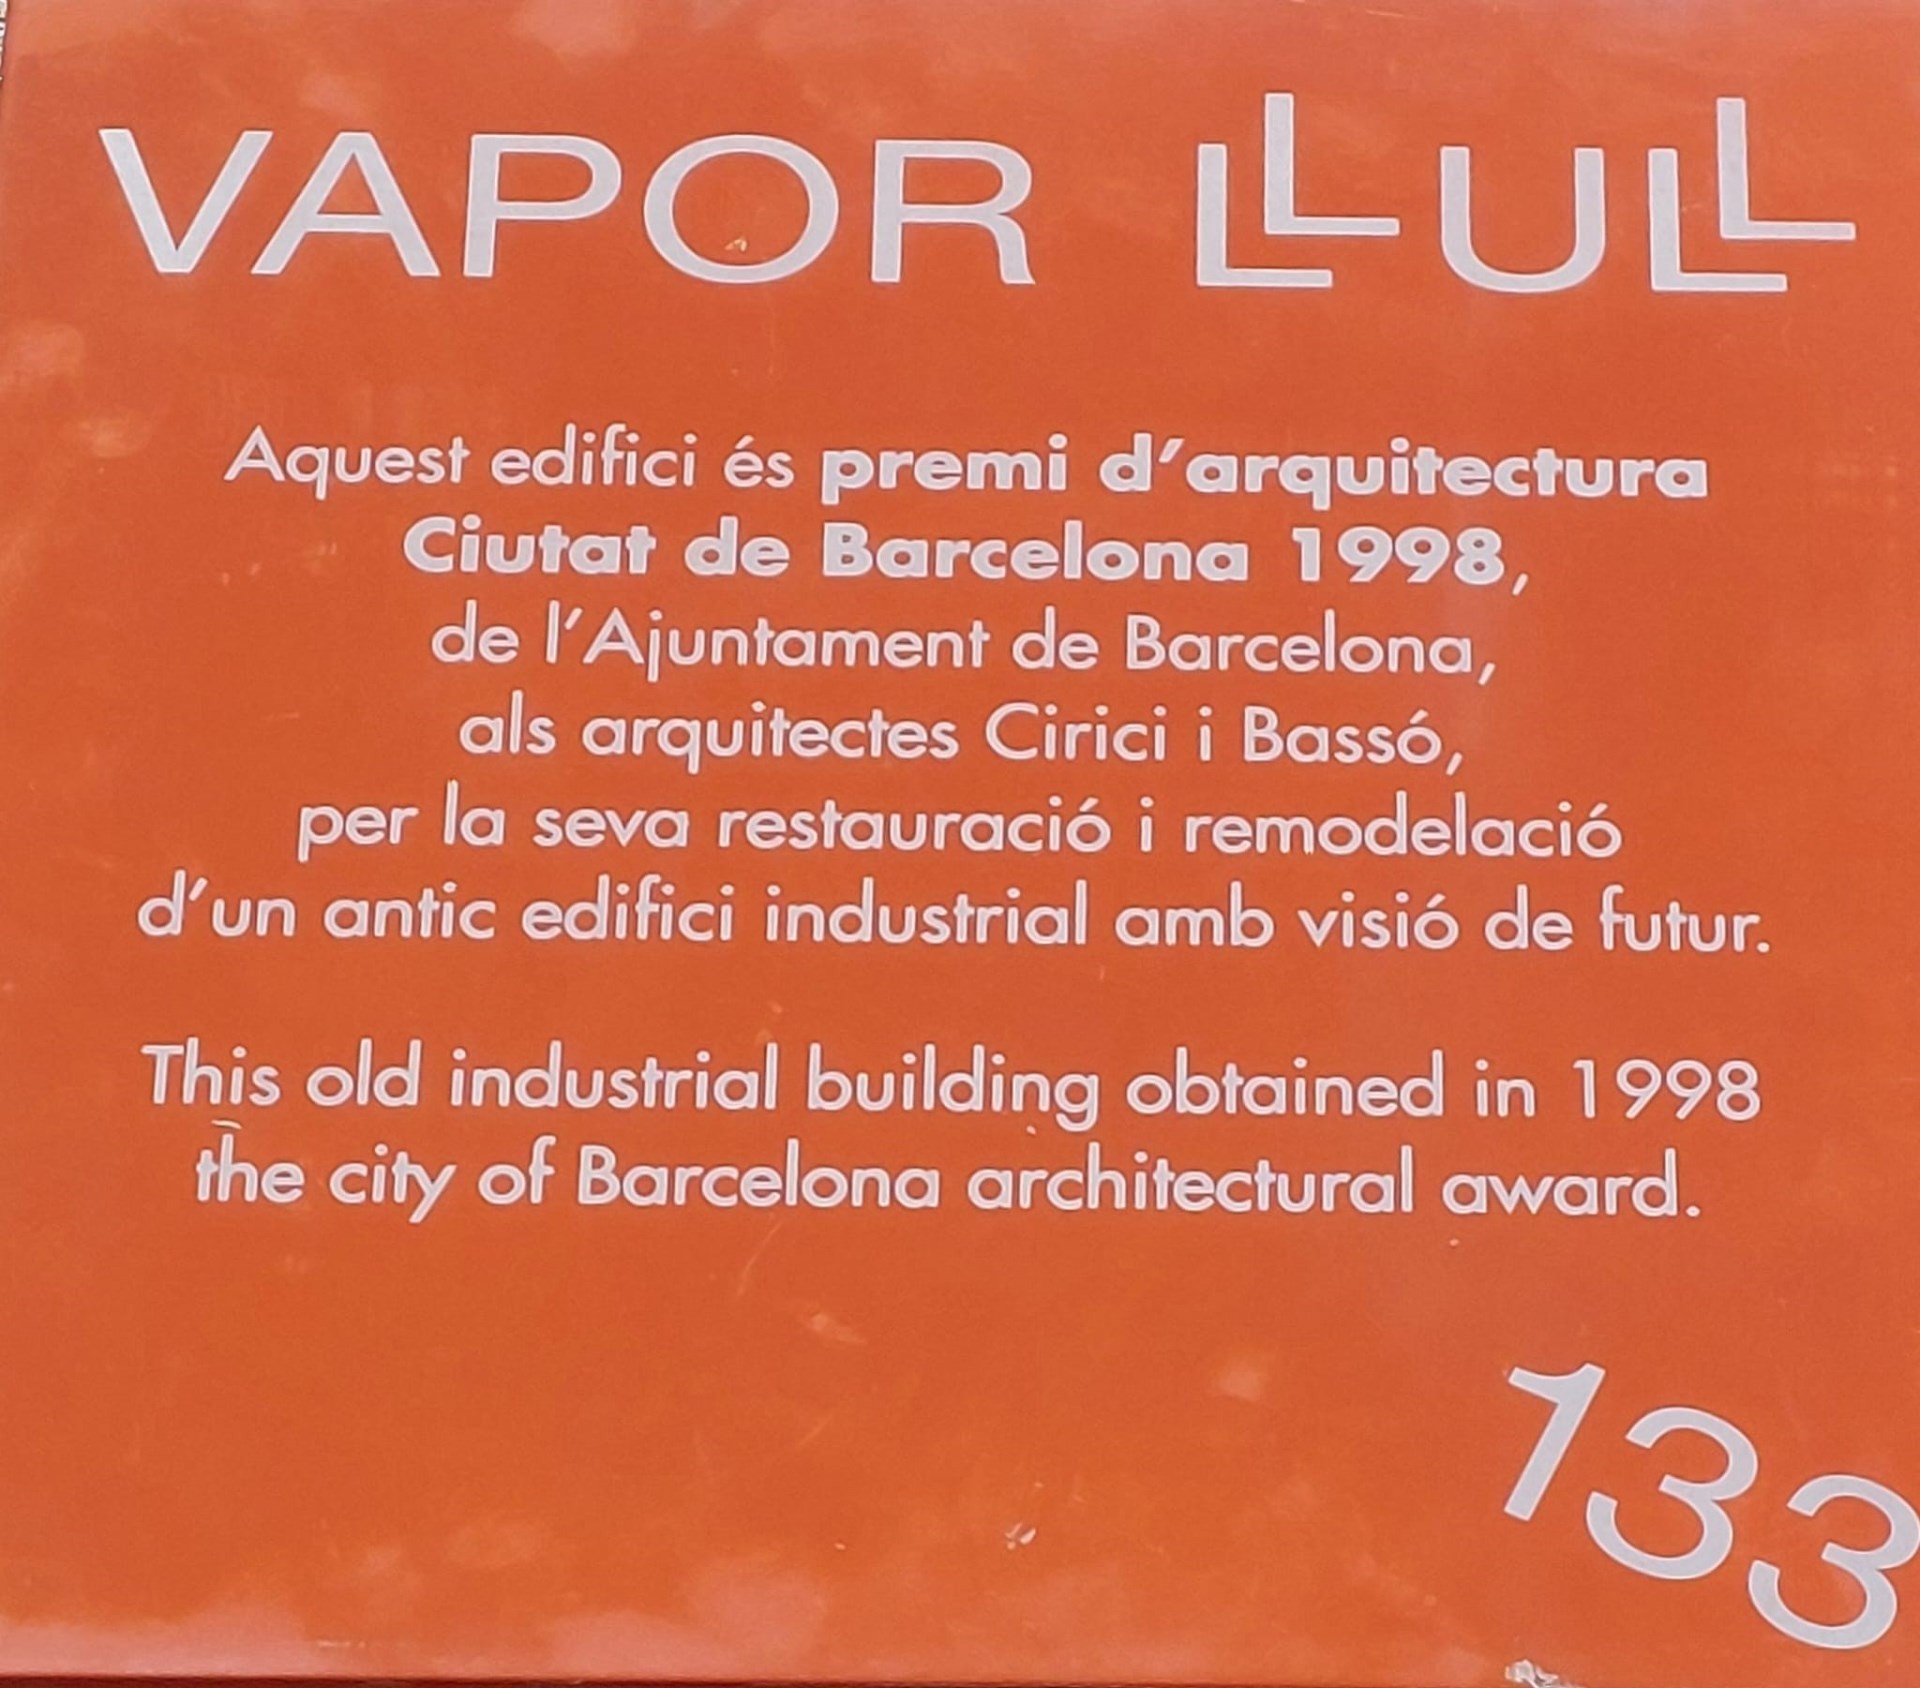 VAPOR LLULL
Aquest edifici és premi d'arquitectura
Ciutat de Barcelona 1998,
de l'Ajuntament de Barcelona,
als arquitectes Cirici i Bassó,
per la seva restauració i remodelació
d'un antic edifici industrial amb visió de futur.
This old industrial building obtained in 1998
the city of Barcelona architectural award.
133